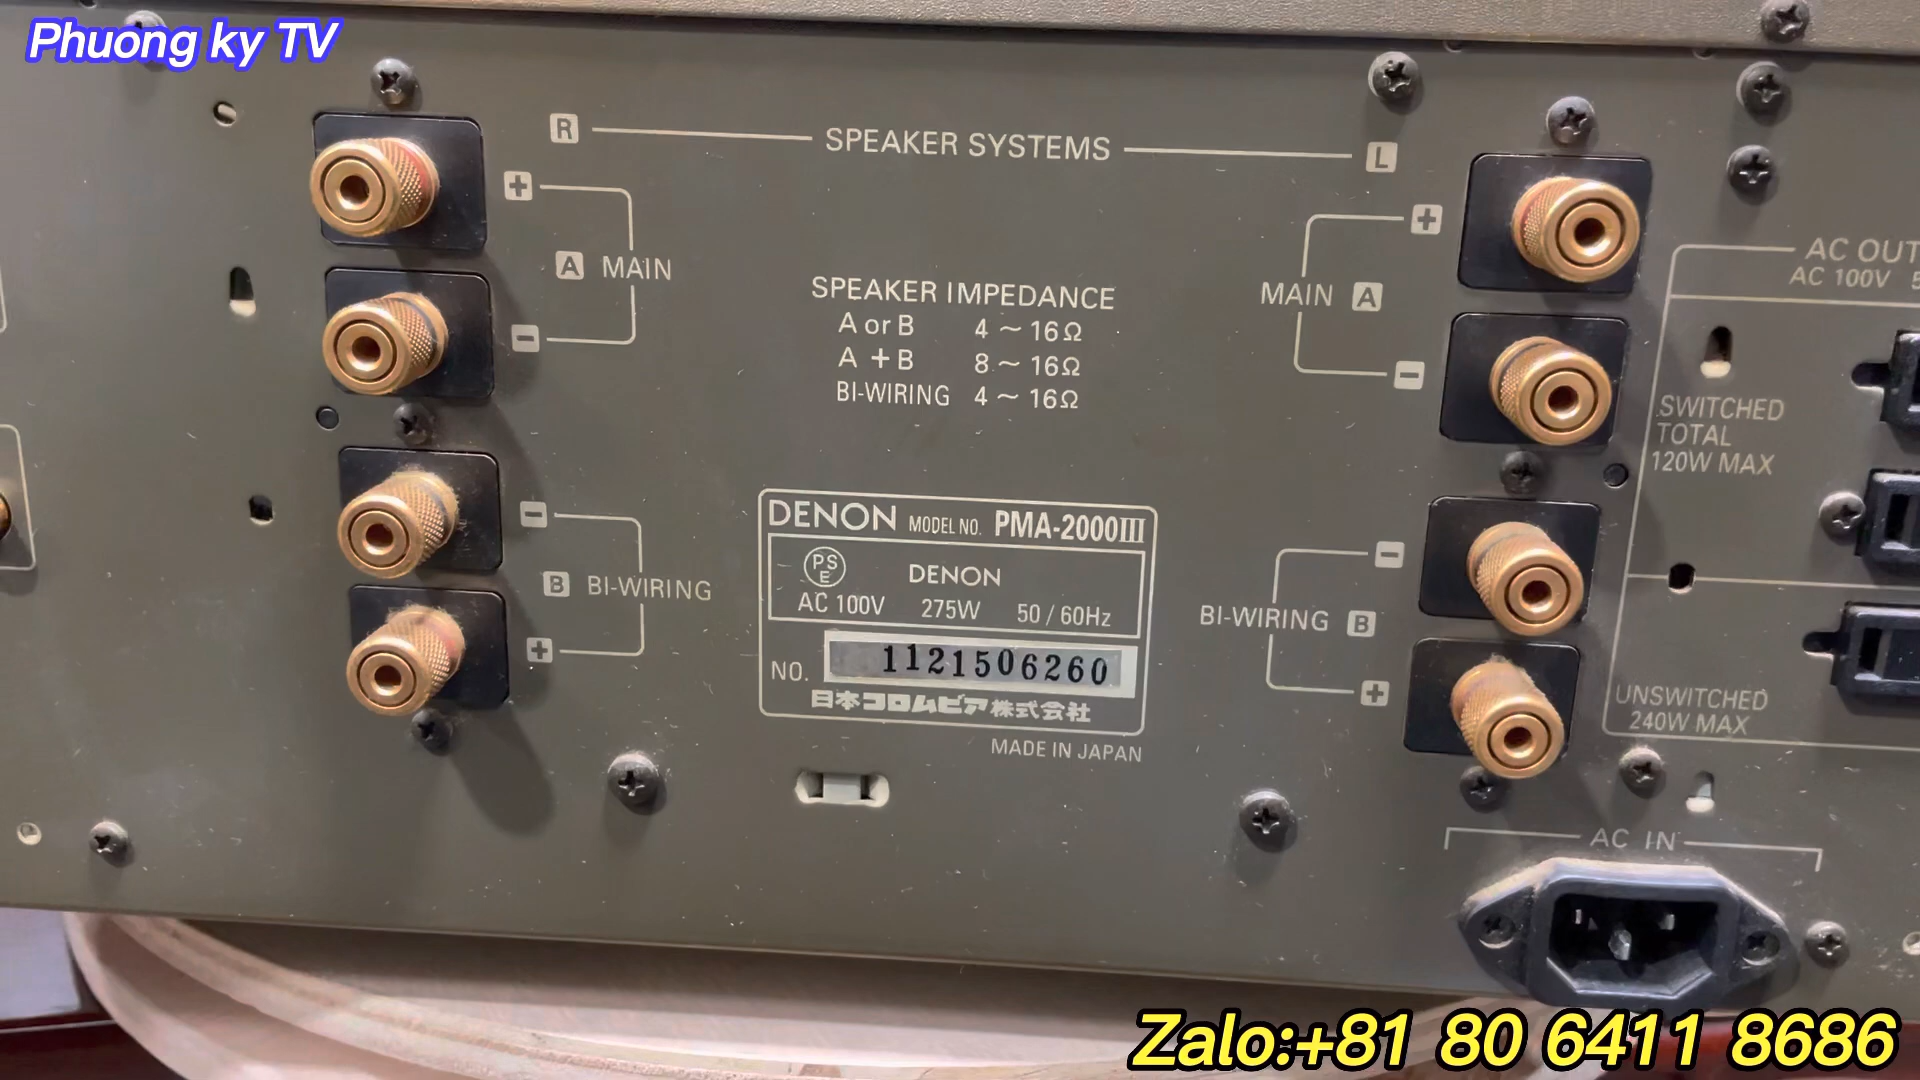 Phuong ky TV
R SPEAKER SYSTEMS L
+
A MAIN
-
- 
B BI-WIRING
+
SPEAKER IMPEDANCE
A or B 4 ~ 16Ω
A + B 8 ~ 16Ω
BI-WIRING 4 ~ 16Ω
+
MAIN A
-
-
BI-WIRING B
+
DENON MODEL NO. PMA-2000III
PSE DENON
AC 100V 275W 50 / 60Hz
NO. 1121506260
日本コロムビア株式会社
MADE IN JAPAN
AC 100V
SWITCHED
TOTAL
120W MAX
UNSWITCHED
240W MAX
AC IN
Zalo:+81 80 6411 8686